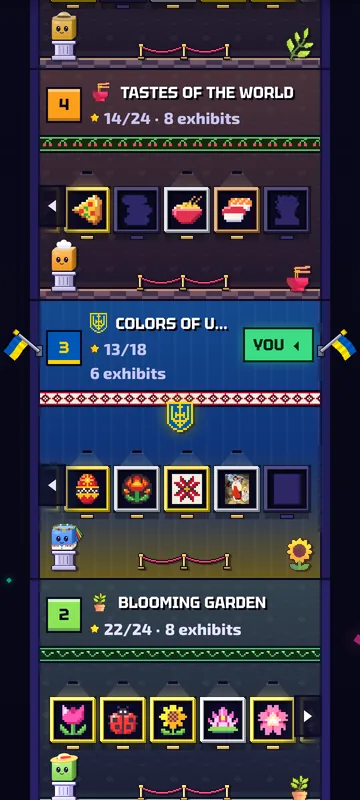 4
TASTES OF THE WORLD
14/24 · 8 exhibits
3
COLORS OF U...
13/18
6 exhibits
YOU
2
BLOOMING GARDEN
22/24 · 8 exhibits